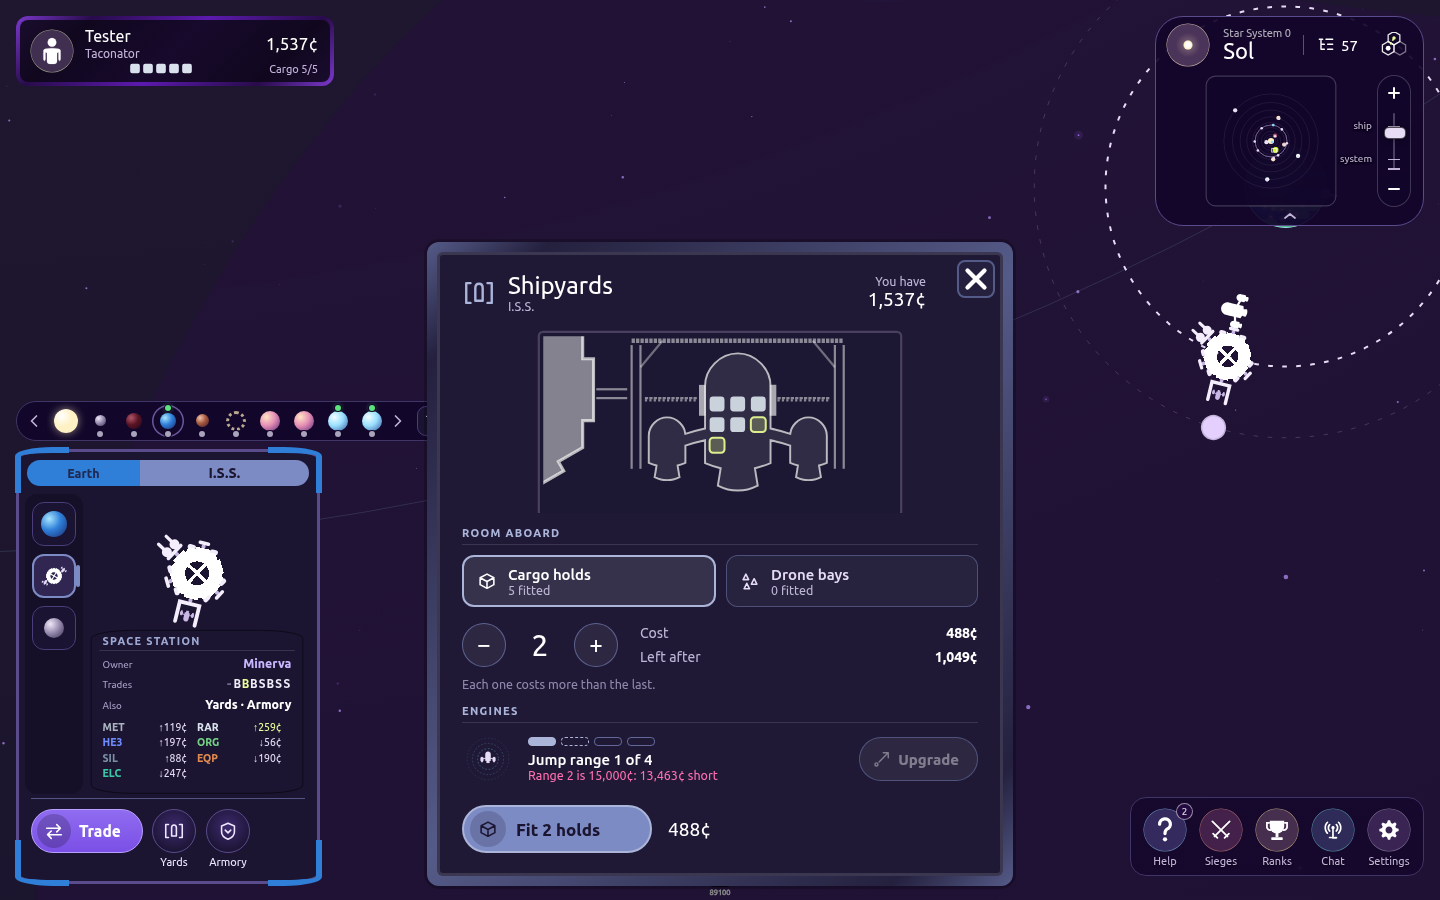 Tester
Taconator
1,537¢
Cargo 5/5
Star System 0
Sol
57
ship
system
Shipyards
I.S.S.
You have
1,537¢
ROOM ABOARD
Cargo holds
5 fitted
Drone bays
0 fitted
2
Cost 488¢
Left after 1,049¢
Each one costs more than the last.
ENGINES
Jump range 1 of 4
Range 2 is 15,000¢: 13,463¢ short
Upgrade
Fit 2 holds
488¢
Earth
I.S.S.
SPACE STATION
Owner Minerva
Trades -BBBSBSS
Also Yards · Armory
MET ↑119¢ RAR ↑259¢
HE3 ↑197¢ ORG ↓56¢
SIL ↑88¢ EQP ↓190¢
ELC ↓247¢
Trade
Yards
Armory
2
Help
Sieges
Ranks
Chat
Settings
89100